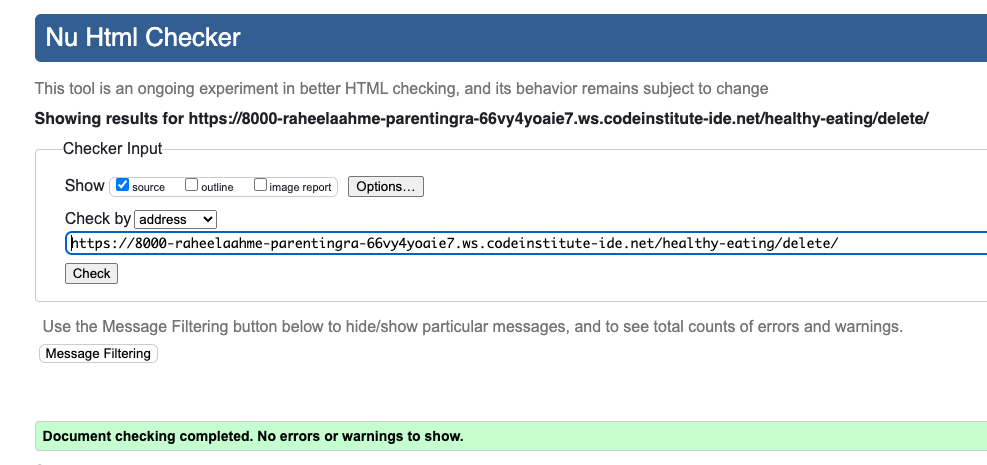 Nu Html Checker
This tool is an ongoing experiment in better HTML checking, and its behavior remains subject to change
Showing results for https://8000-raheelaahme-parentingra-66vy4yoaie7.ws.codeinstitute-ide.net/healthy-eating/delete/
Checker Input
Show source outline image report Options...
Check by address
https://8000-raheelaahme-parentingra-66vy4yoaie7.ws.codeinstitute-ide.net/healthy-eating/delete/
Check
Use the Message Filtering button below to hide/show particular messages, and to see total counts of errors and warnings.
Message Filtering
Document checking completed. No errors or warnings to show.